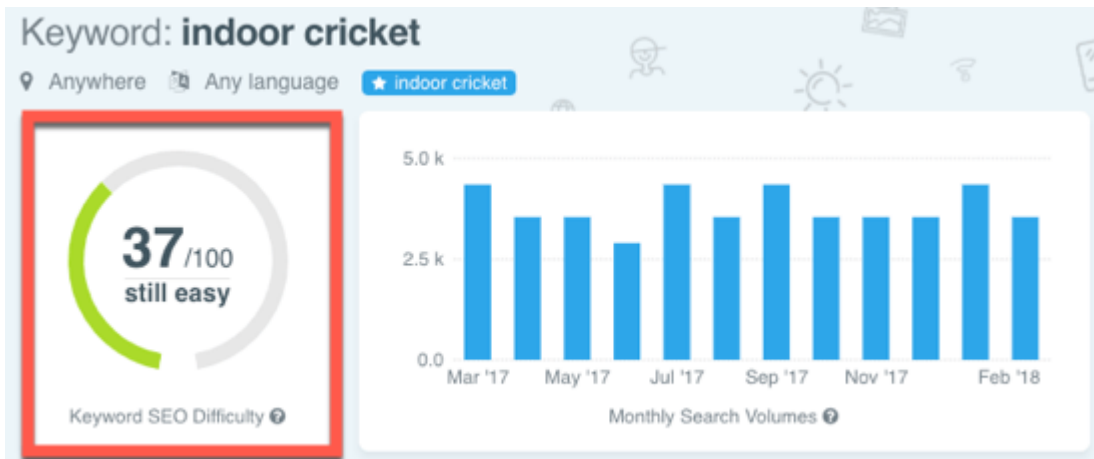 Keyword: indoor cricket
Anywhere Any language indoor cricket
37/100
still easy
Keyword SEO Difficulty
5.0 k
2.5 k
0.0
Mar '17 May '17 Jul '17 Sep '17 Nov '17 Feb '18
Monthly Search Volumes